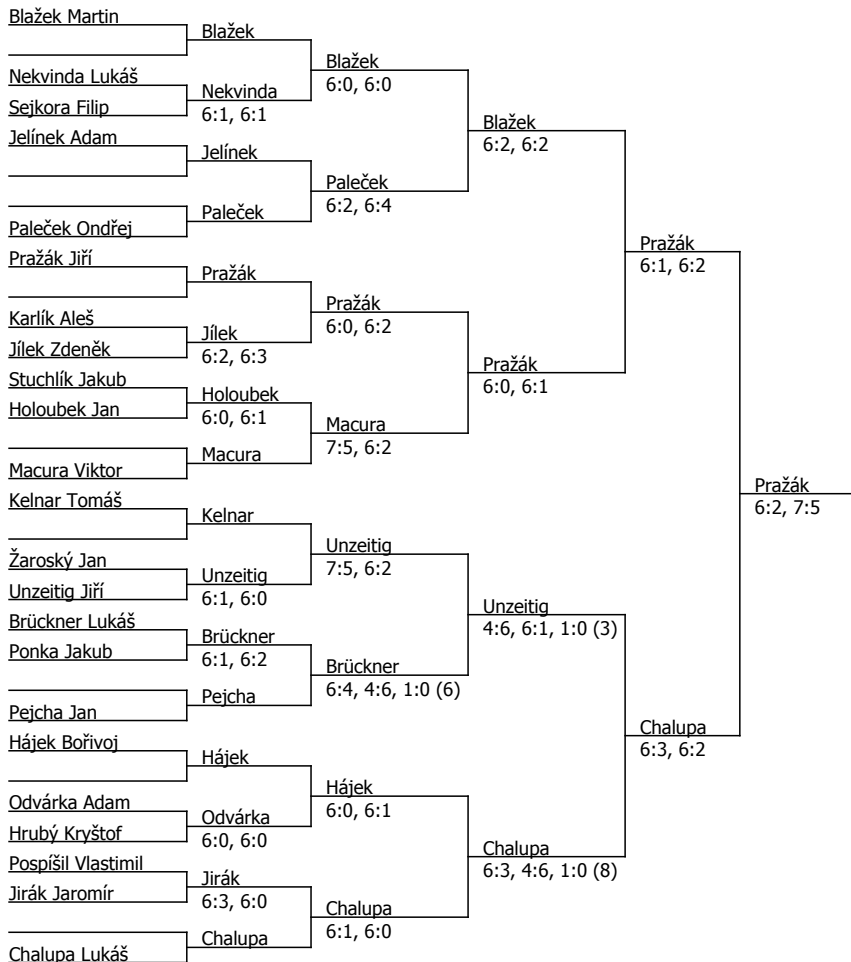 Blažek Martin
Blažek
Blažek
6:0, 6:0
Nekvinda Lukáš
Nekvinda
6:1, 6:1
Sejkora Filip
Blažek
6:2, 6:2
Jelínek Adam
Jelínek
Paleček
6:2, 6:4
Paleček
Paleček Ondřej
Pražák
6:1, 6:2
Pražák Jiří
Pražák
Pražák
6:0, 6:2
Karlík Aleš
Jílek
6:2, 6:3
Jílek Zdeněk
Pražák
6:0, 6:1
Stuchlík Jakub
Holoubek
6:0, 6:1
Holoubek Jan
Macura
7:5, 6:2
Macura
Macura Viktor
Pražák
6:2, 7:5
Kelnar Tomáš
Kelnar
Unzeitig
7:5, 6:2
Žaroský Jan
Unzeitig
6:1, 6:0
Unzeitig Jiří
Unzeitig
4:6, 6:1, 1:0 (3)
Brückner Lukáš
Brückner
6:1, 6:2
Ponka Jakub
Brückner
6:4, 4:6, 1:0 (6)
Pejcha
Pejcha Jan
Chalupa
6:3, 6:2
Hájek Bořivoj
Hájek
Hájek
6:0, 6:1
Odvárka Adam
Odvárka
6:0, 6:0
Hrubý Kryštof
Chalupa
6:3, 4:6, 1:0 (8)
Pospíšil Vlastimil
Jirák
6:3, 6:0
Jirák Jaromír
Chalupa
6:1, 6:0
Chalupa
Chalupa Lukáš